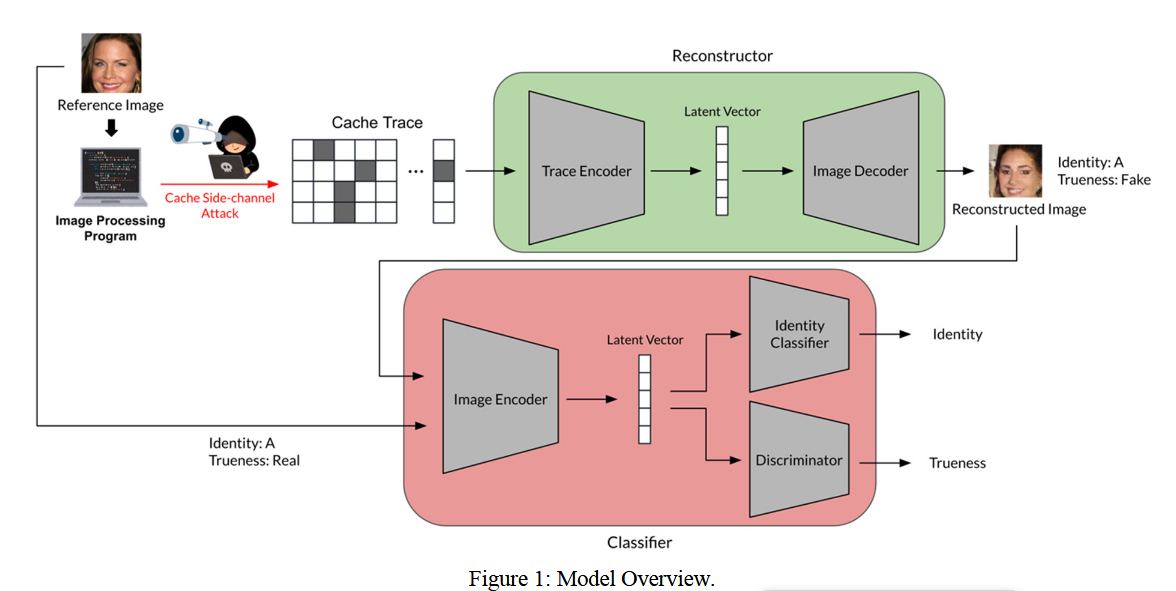 Reference Image
Image Processing
Program
Cache Side-channel
Attack
Cache Trace
...
Reconstructor
Trace Encoder
Latent Vector
Image Decoder
Identity: A
Trueness: Fake
Reconstructed Image
Image Encoder
Latent Vector
Identity
Classifier
Identity
Discriminator
Trueness
Identity: A
Trueness: Real
Classifier
Figure 1: Model Overview.